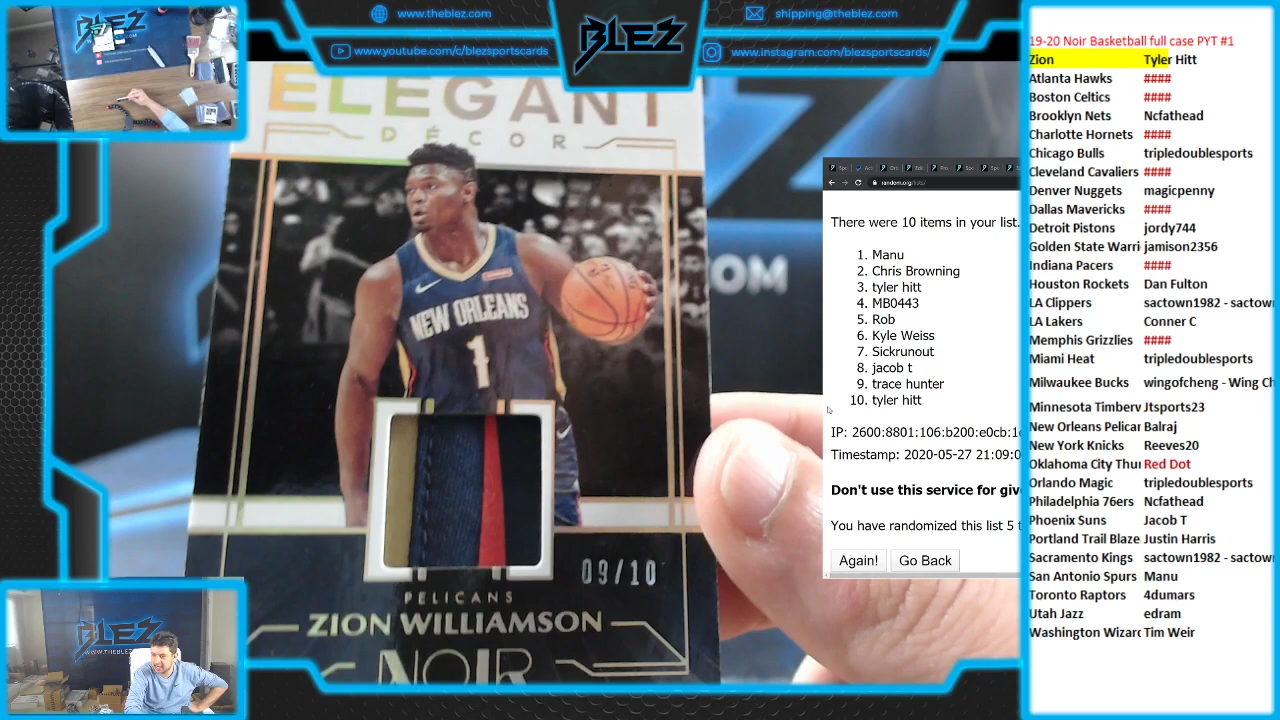 www.theblez.com
www.youtube.com/c/blezsportscards
BLEZ
shipping@theblez.com
www.instagram.com/blezsportscards/
ELEGANT
DÉCOR
NEW ORLEANS
1
09/10
PELICANS
ZION WILLIAMSON
NOIR
random.org/lists/
There were 10 items in your list.
1. Manu
2. Chris Browning
3. tyler hitt
4. MB0443
5. Rob
6. Kyle Weiss
7. Sickrunout
8. jacob t
9. trace hunter
10. tyler hitt
IP: 2600:8801:106:b200:e0cb:1
Timestamp: 2020-05-27 21:09:0
Don't use this service for giv
You have randomized this list 5 t
Again! Go Back
19-20 Noir Basketball full case PYT #1
Zion Tyler Hitt
Atlanta Hawks ####
Boston Celtics ####
Brooklyn Nets Ncfathead
Charlotte Hornets ####
Chicago Bulls tripledoublesports
Cleveland Cavaliers ####
Denver Nuggets magicpenny
Dallas Mavericks ####
Detroit Pistons jordy744
Golden State Warri jamison2356
Indiana Pacers ####
Houston Rockets Dan Fulton
LA Clippers sactown1982 - sactow
LA Lakers Conner C
Memphis Grizzlies ####
Miami Heat tripledoublesports
Milwaukee Bucks wingofcheng - Wing Ch
Minnesota Timberv Jtsports23
New Orleans Pelica Balraj
New York Knicks Reeves20
Oklahoma City Thu Red Dot
Orlando Magic tripledoublesports
Philadelphia 76ers Ncfathead
Phoenix Suns Jacob T
Portland Trail Blaze Justin Harris
Sacramento Kings sactown1982 - sactow
San Antonio Spurs Manu
Toronto Raptors 4dumars
Utah Jazz edram
Washington Wizard Tim Weir
BLEZ
WWW.THEBLEZ